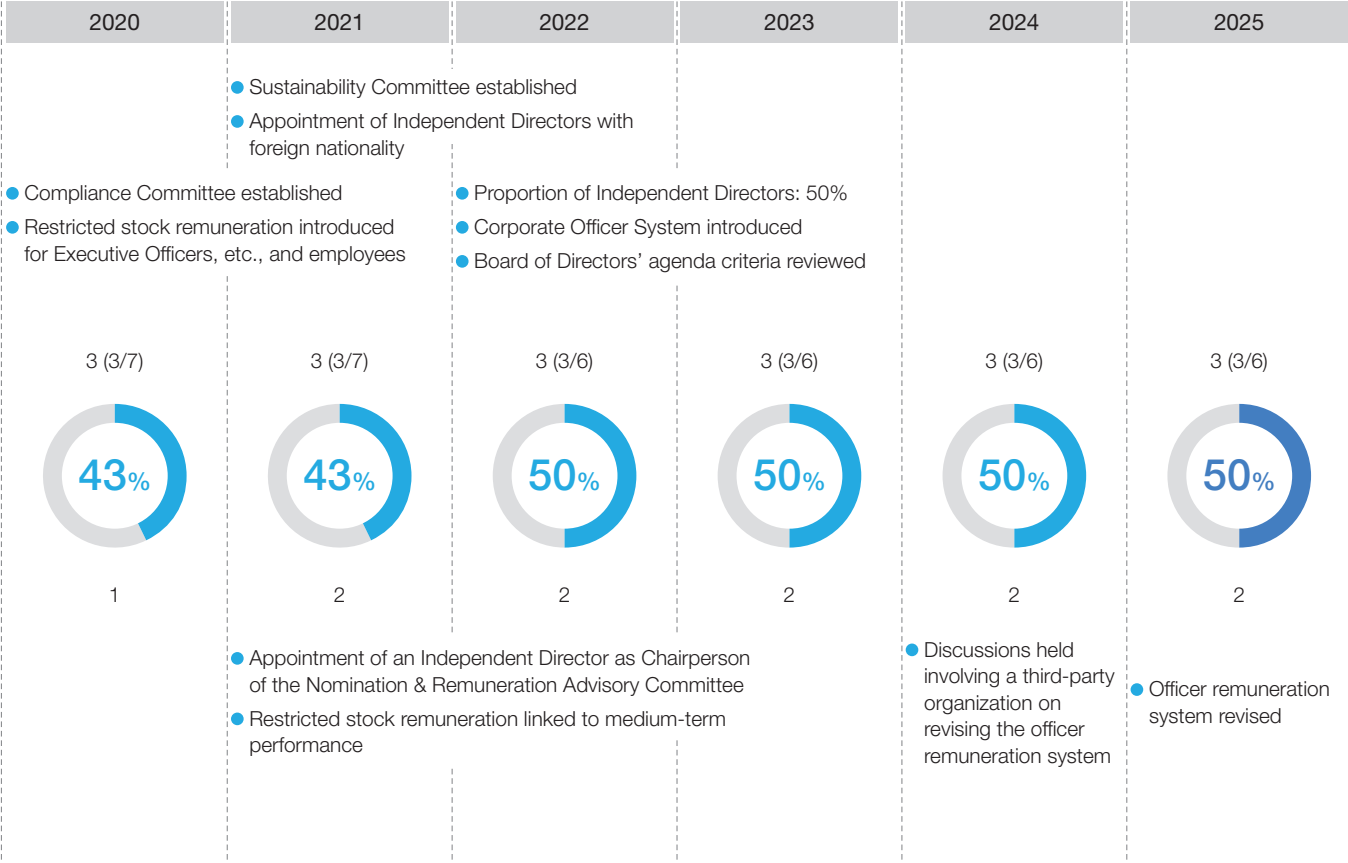 2020 2021 2022 2023 2024 2025
Sustainability Committee established
Appointment of Independent Directors with
foreign nationality
Compliance Committee established
Restricted stock remuneration introduced
for Executive Officers, etc., and employees
Proportion of Independent Directors: 50%
Corporate Officer System introduced
Board of Directors’ agenda criteria reviewed
3 (3/7) 3 (3/7) 3 (3/6) 3 (3/6) 3 (3/6) 3 (3/6)
43% 43% 50% 50% 50% 50%
1 2 2 2 2 2
Appointment of an Independent Director as Chairperson
of the Nomination & Remuneration Advisory Committee
Restricted stock remuneration linked to medium-term
performance
Discussions held
involving a third-party
organization on
revising the officer
remuneration system
Officer remuneration
system revised